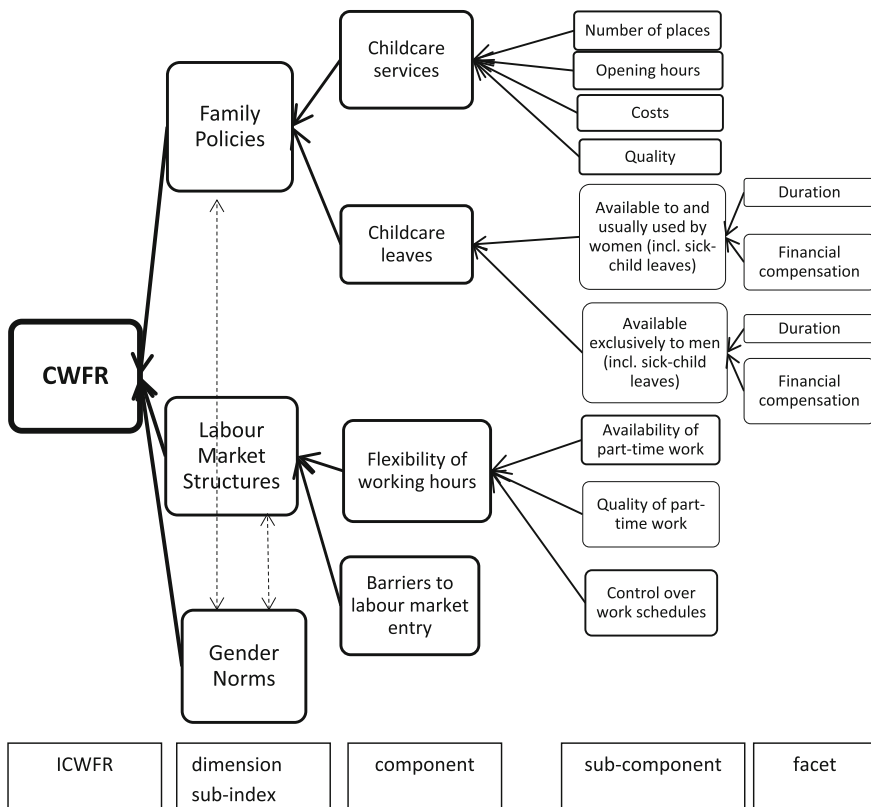 CWFR
Family
Policies
Labour
Market
Structures
Gender
Norms
Childcare
services
Childcare
leaves
Flexibility of
working hours
Barriers to
labour market
entry
Number of places
Opening hours
Costs
Quality
Available to and
usually used by
women (incl. sick-
child leaves)
Available
exclusively to men
(incl. sick-child
leaves)
Availability of
part-time work
Quality of part-
time work
Control over
work schedules
Duration
Financial
compensation
Duration
Financial
compensation
ICWFR
dimension
sub-index
component
sub-component
facet